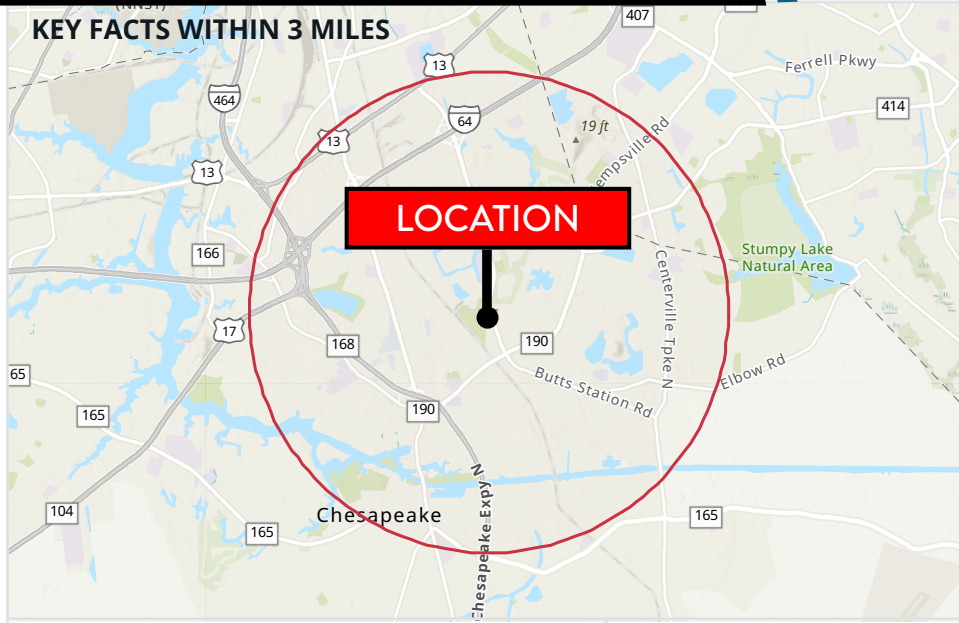 (NNSY)
KEY FACTS WITHIN 3 MILES
407
13
Ferrell Pkwy
464
64
414
19 ft
13
empsville Rd
13
LOCATION
166
Stumpy Lake
Natural Area
Centerville Tpke N
17
168
190
65
Butts Station Rd
Elbow Rd
190
165
Chesapeake Expy N
104
Chesapeake
165
165